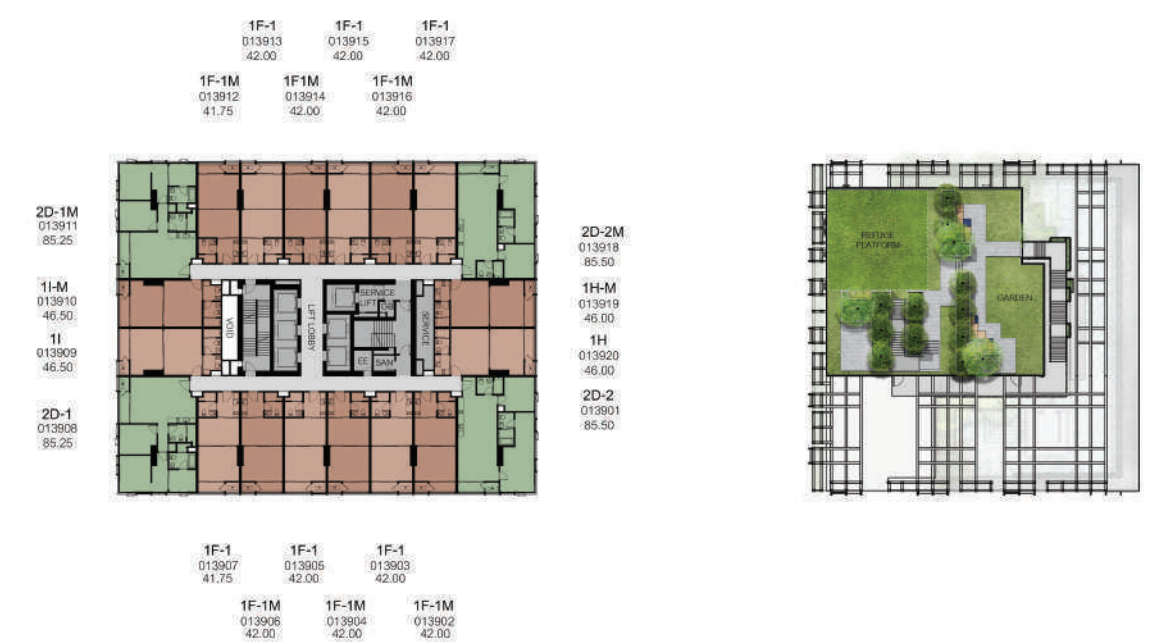 1F-1
013913
42.00
1F-1
013915
42.00
1F-1
013917
42.00
1F-1M
013912
41.75
1F1M
013914
42.00
1F-1M
013916
42.00
2D-1M
013911
85.25
1I-M
013910
46.50
1I
013909
46.50
2D-1
013908
85.25
VOID
LIFT LOBBY
SERVICE
LIFT
EE
SAN
SERVICE
2D-2M
013918
85.50
1H-M
013919
46.00
1H
013920
46.00
2D-2
013901
85.50
REFUGE
PLATFORM
GARDEN
1F-1
013907
41.75
1F-1
013905
42.00
1F-1
013903
42.00
1F-1M
013906
42.00
1F-1M
013904
42.00
1F-1M
013902
42.00